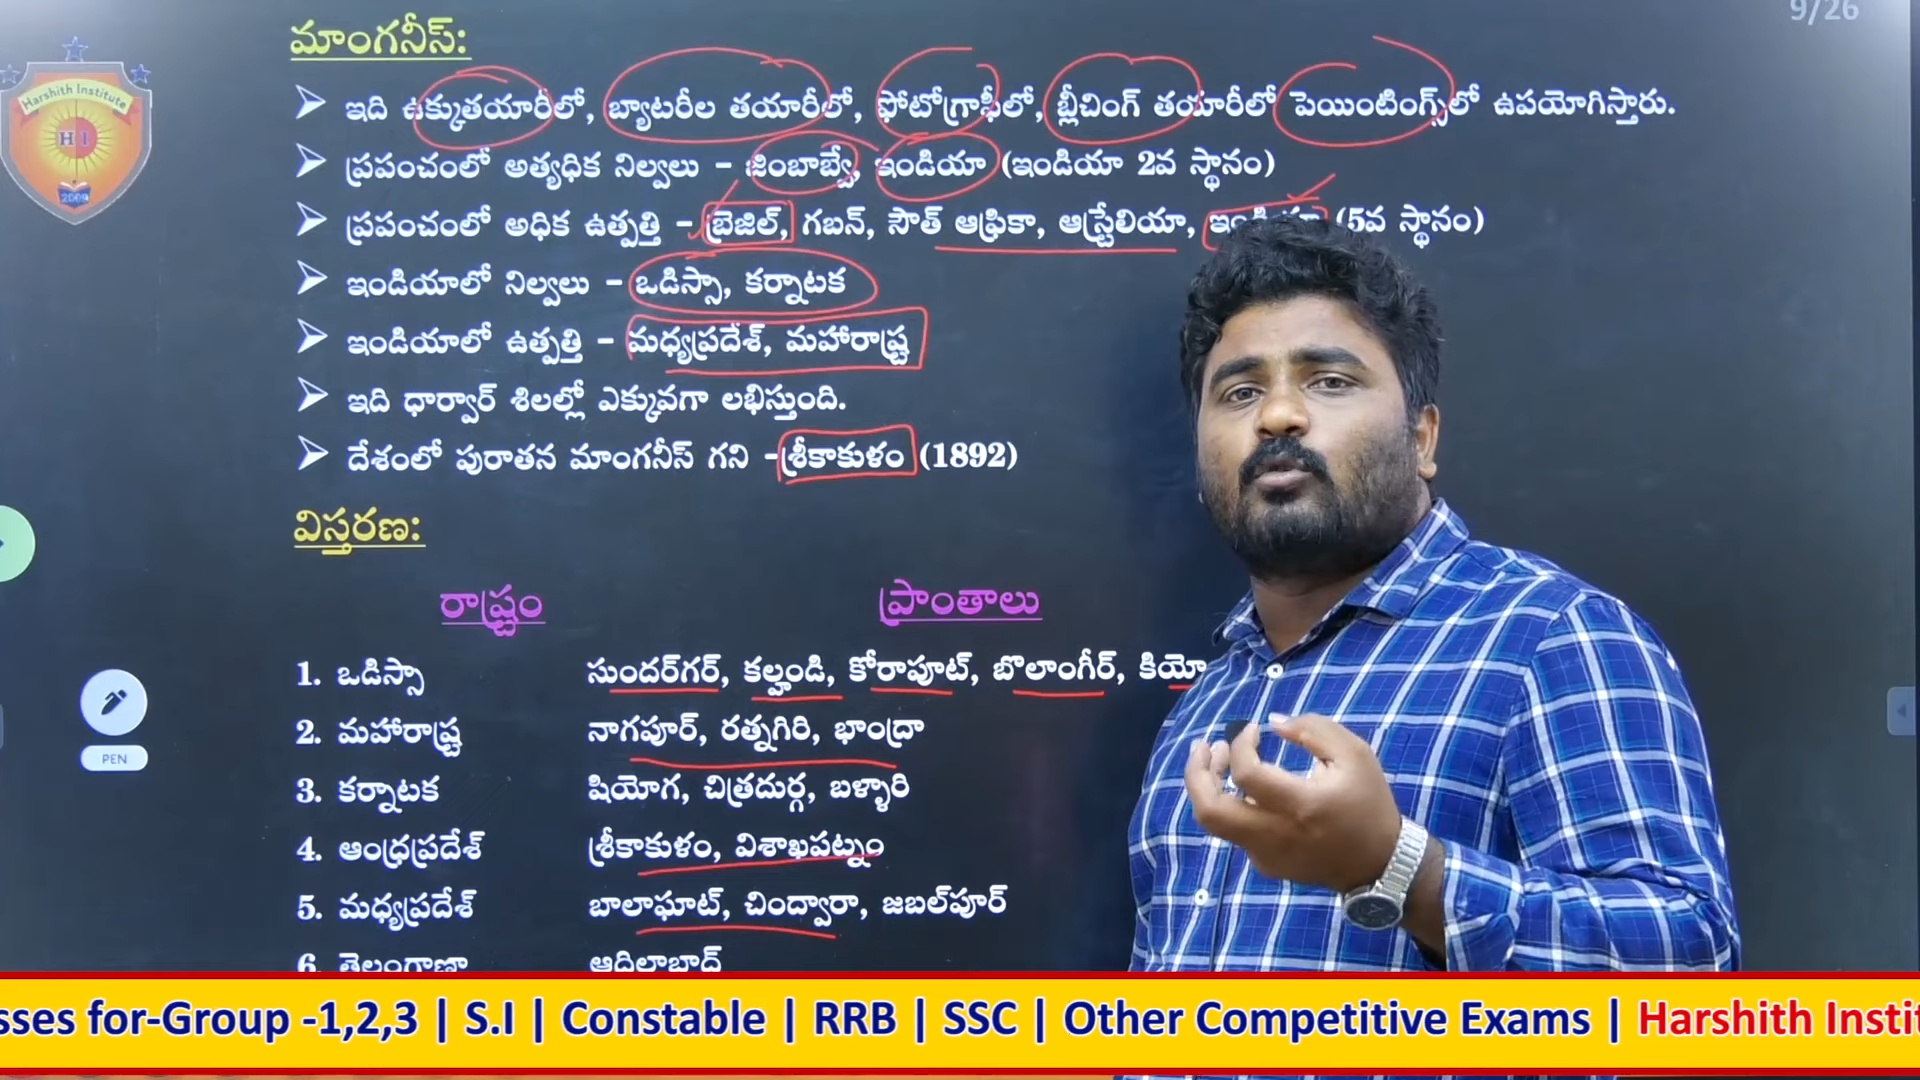 9/26
Harshith Institute
H I
2009
మాంగనీస్:
ఇది ఉక్కుతయారీలో, బ్యాటరీల తయారీలో, ఫోటోగ్రాఫీలో, బ్లీచింగ్ తయారీలో పెయింటింగ్స్‌లో ఉపయోగిస్తారు.
ప్రపంచంలో అత్యధిక నిల్వలు - జింబాబ్వే, ఇండియా (ఇండియా 2వ స్థానం)
ప్రపంచంలో అధిక ఉత్పత్తి - బ్రెజిల్, గబన్, సౌత్ ఆఫ్రికా, ఆస్ట్రేలియా, (5వ స్థానం)
ఇండియాలో నిల్వలు - ఒడిస్సా, కర్నాటక
ఇండియాలో ఉత్పత్తి - మధ్యప్రదేశ్, మహారాష్ట్ర
ఇది ధార్వార్ శిలల్లో ఎక్కువగా లభిస్తుంది.
దేశంలో పురాతన మాంగనీస్ గని - శ్రీకాకుళం (1892)
విస్తరణ:
రాష్ట్రం ప్రాంతాలు
1. ఒడిస్సా సుందర్‌గర్, కల్హండి, కోరాపూట్, బొలాంగీర్,
2. మహారాష్ట్ర నాగపూర్, రత్నగిరి, భాంద్రా
3. కర్నాటక షియోగ, చిత్రదుర్గ, బళ్ళారి
4. ఆంధ్రప్రదేశ్ శ్రీకాకుళం, విశాఖపట్నం
5. మధ్యప్రదేశ్ బాలాఘాట్, చింద్వారా, జబల్‌పూర్
6. తెలంగాణా ఆదిలాబాద్
PEN
sses for-Group -1,2,3 | S.I | Constable | RRB | SSC | Other Competitive Exams | Harshith Instit